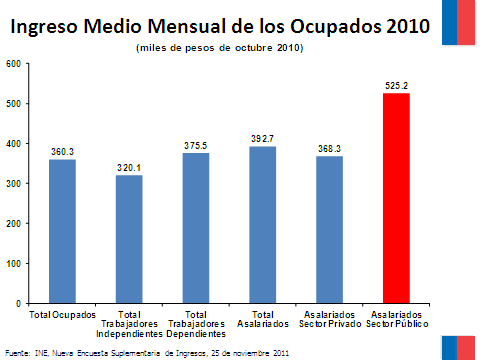 Ingreso Medio Mensual de los Ocupados 2010
(miles de pesos de octubre 2010)
600
500
400
300
200
100
0
360.3
320.1
375.5
392.7
368.3
525.2
Total Ocupados
Total
Trabajadores
Independientes
Total
Trabajadores
Dependientes
Total
Asalariados
Asalariados
Sector Privado
Asalariados
Sector Público
Fuente: INE, Nueva Encuesta Suplementaria de Ingresos, 25 de noviembre 2011